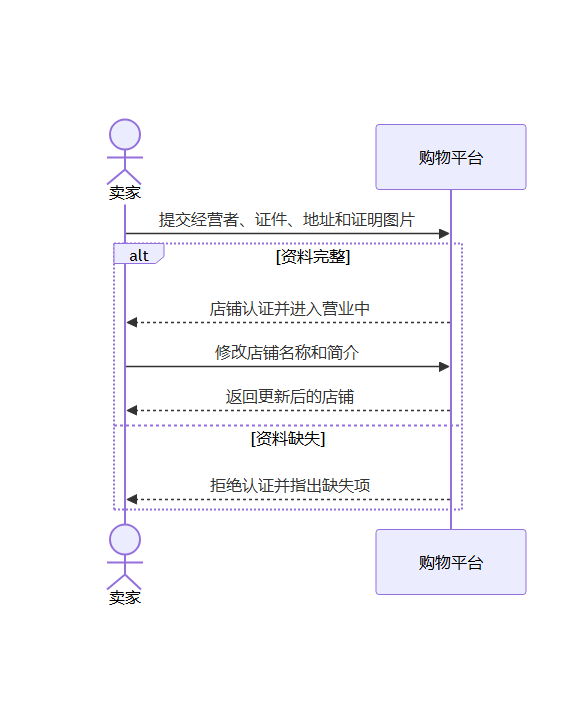 购物平台
卖家
提交经营者、证件、地址和证明图片
alt
[资料完整]
店铺认证并进入营业中
修改店铺名称和简介
返回更新后的店铺
[资料缺失]
拒绝认证并指出缺失项
购物平台
卖家